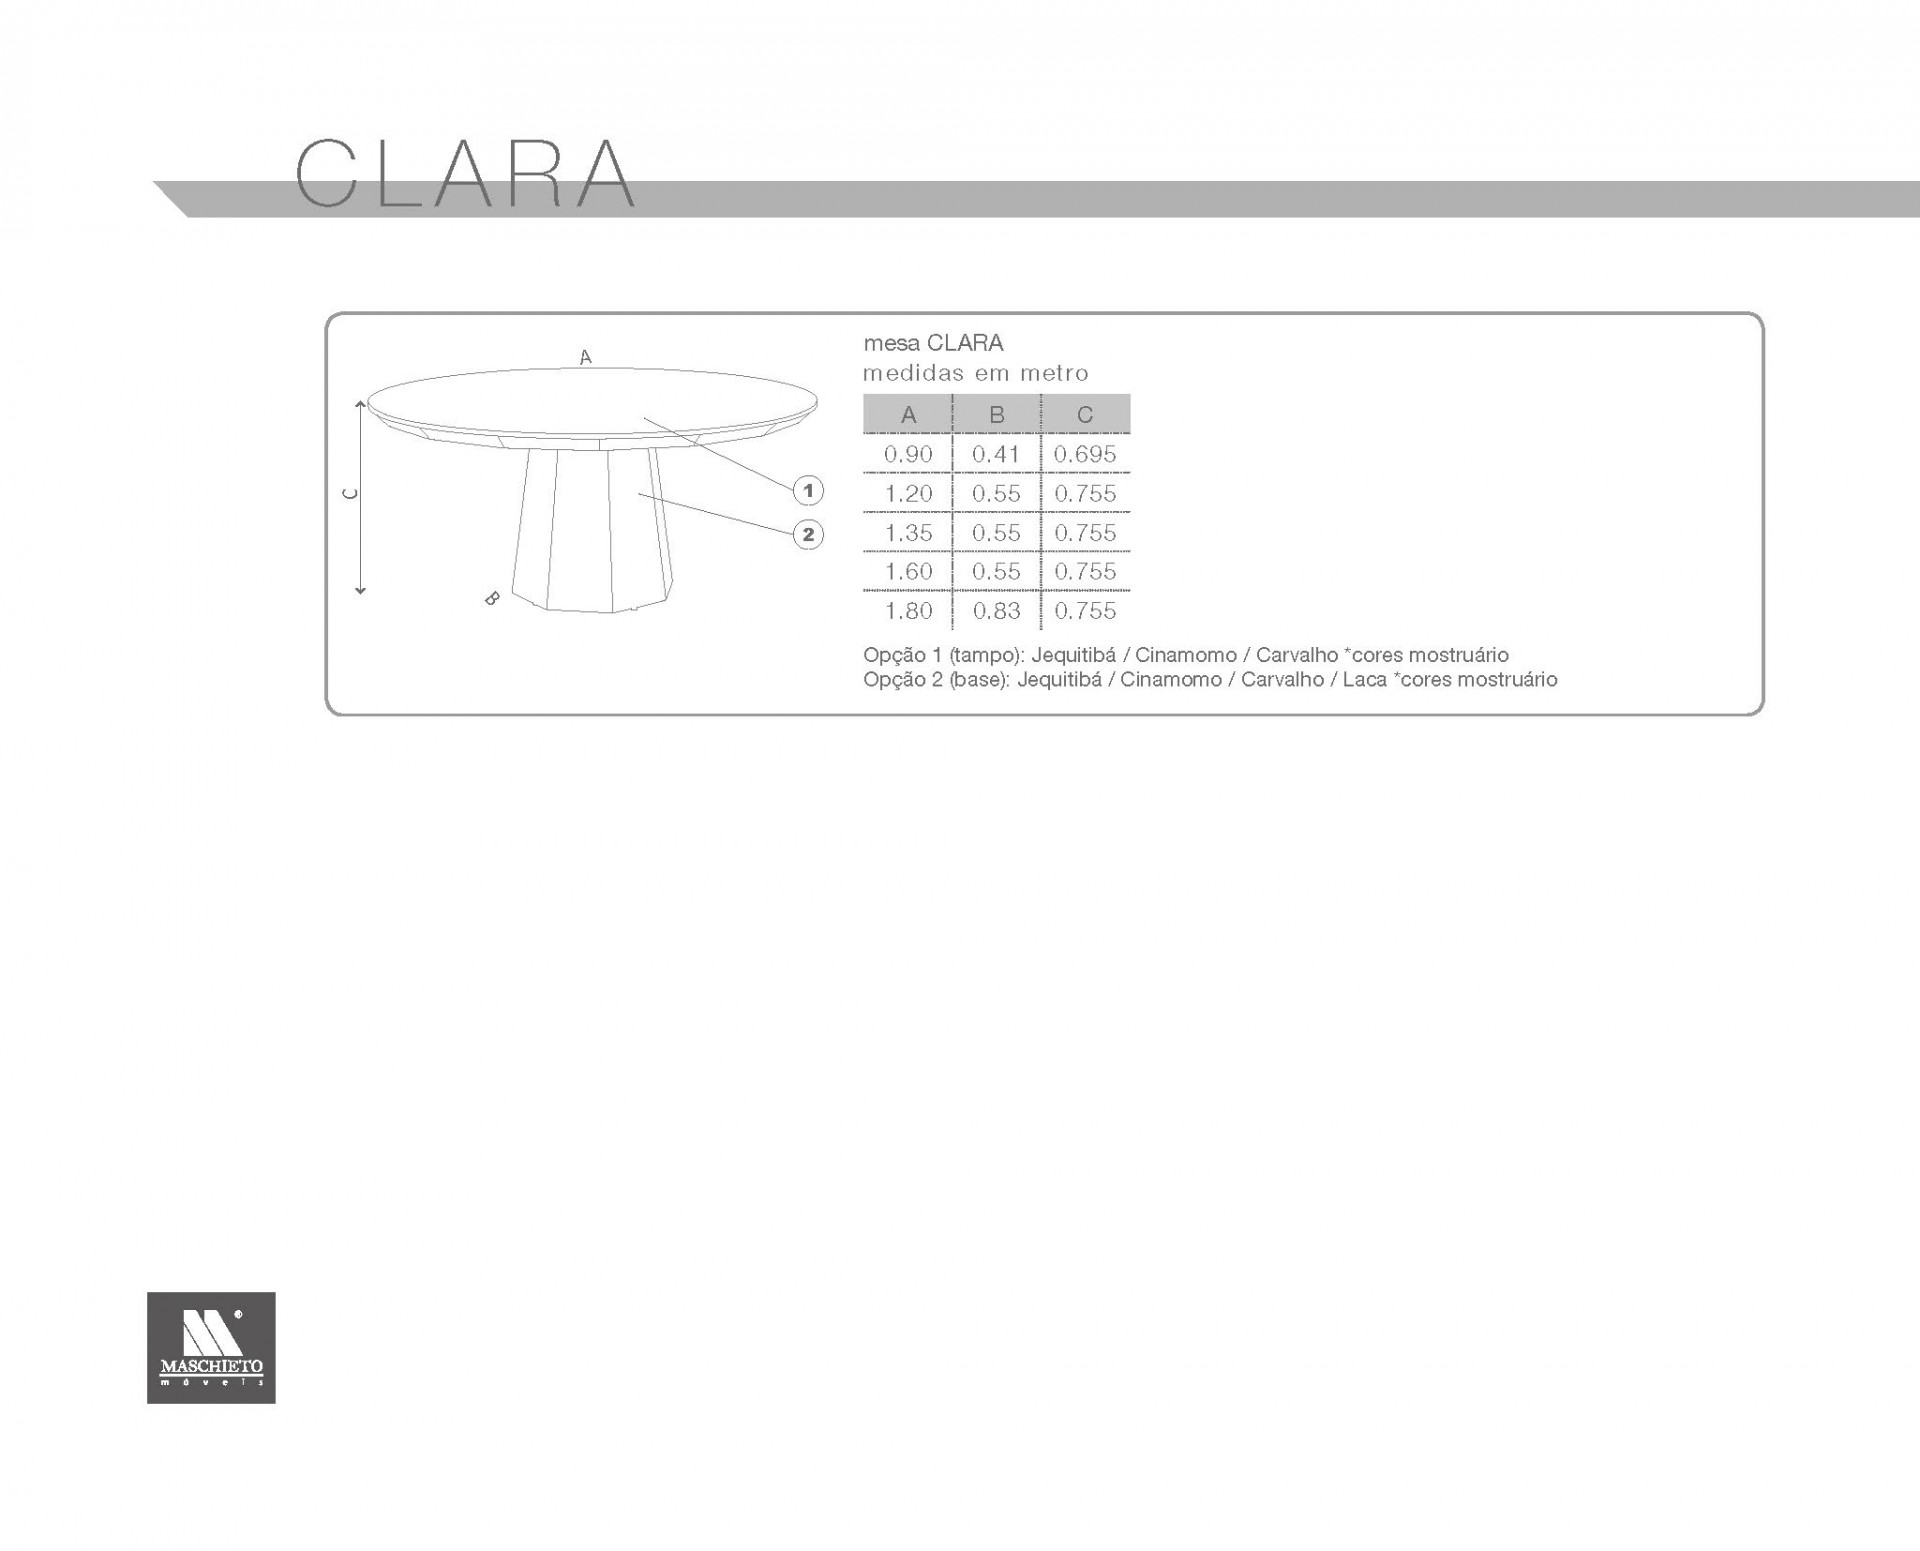 CLARA
mesa CLARA
medidas em metro
A B C
0.90 0.41 0.695
1.20 0.55 0.755
1.35 0.55 0.755
1.60 0.55 0.755
1.80 0.83 0.755
Opção 1 (tampo): Jequitibá / Cinamomo / Carvalho *cores mostruário
Opção 2 (base): Jequitibá / Cinamomo / Carvalho / Laca *cores mostruário
A
C
B
1
2
®
MASCHIETO
móveis